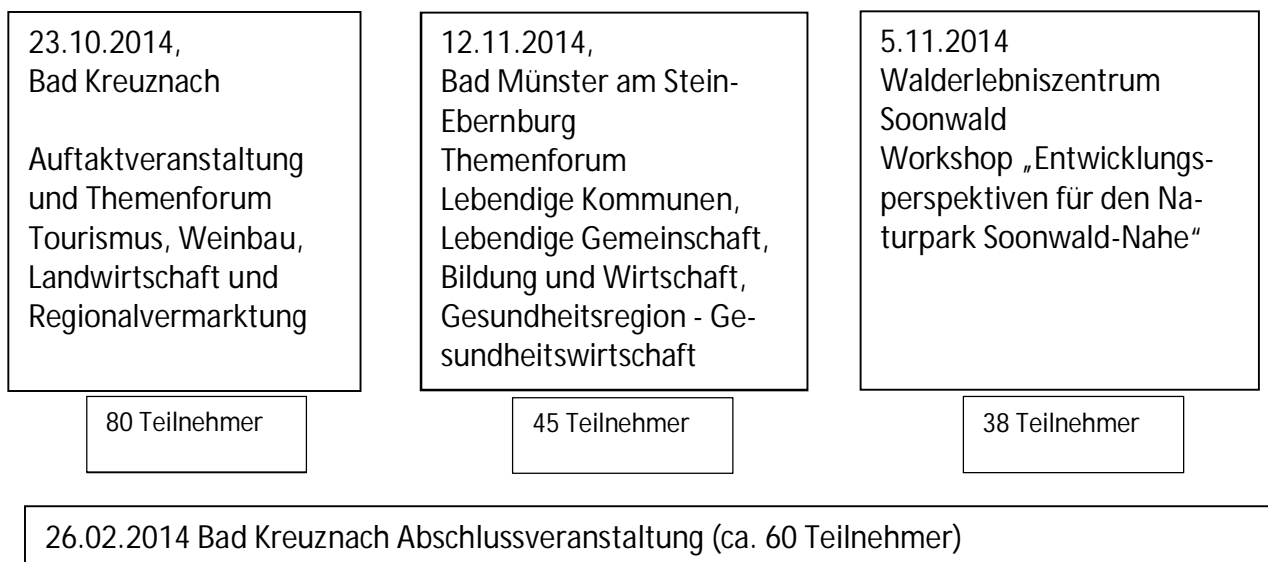 23.10.2014,
Bad Kreuznach
Auftaktveranstaltung
und Themenforum
Tourismus, Weinbau,
Landwirtschaft und
Regionalvermarktung
80 Teilnehmer
12.11.2014,
Bad Münster am Stein-
Ebernburg
Themenforum
Lebendige Kommunen,
Lebendige Gemeinschaft,
Bildung und Wirtschaft,
Gesundheitsregion - Ge-
sundheitswirtschaft
45 Teilnehmer
5.11.2014
Walderlebniszentrum
Soonwald
Workshop „Entwicklungs-
perspektiven für den Na-
turpark Soonwald-Nahe“
38 Teilnehmer
26.02.2014 Bad Kreuznach Abschlussveranstaltung (ca. 60 Teilnehmer)